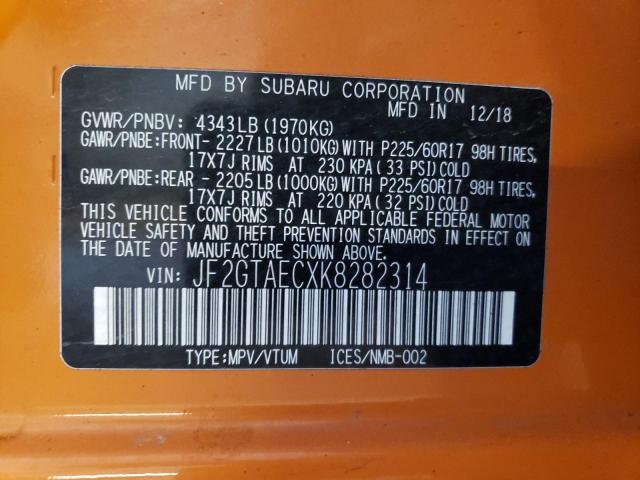 MFD BY SUBARU CORPORATION
MFD IN 12/18
GVWR/PNBV: 4343LB (1970KG)
GAWR/PNBE:FRONT- 2227LB (1010KG) WITH P225/60R17 98H TIRES,
17X7J RIMS AT 230 KPA (33 PSI) COLD
GAWR/PNBE:REAR - 2205LB (1000KG) WITH P225/60R17 98H TIRES,
17X7J RIMS AT 220 KPA (32 PSI) COLD
THIS VEHICLE CONFORMS TO ALL APPLICABLE FEDERAL MOTOR
VEHICLE SAFETY AND THEFT PREVENTION STANDARDS IN EFFECT ON
THE DATE OF MANUFACTURE SHOWN ABOVE.
VIN: JF2GTAECXK8282314
TYPE:MPV/VTUM ICES/NMB-002